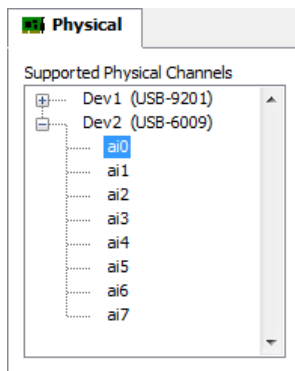 Physical
Supported Physical Channels
Dev1 (USB-9201)
Dev2 (USB-6009)
ai0
ai1
ai2
ai3
ai4
ai5
ai6
ai7